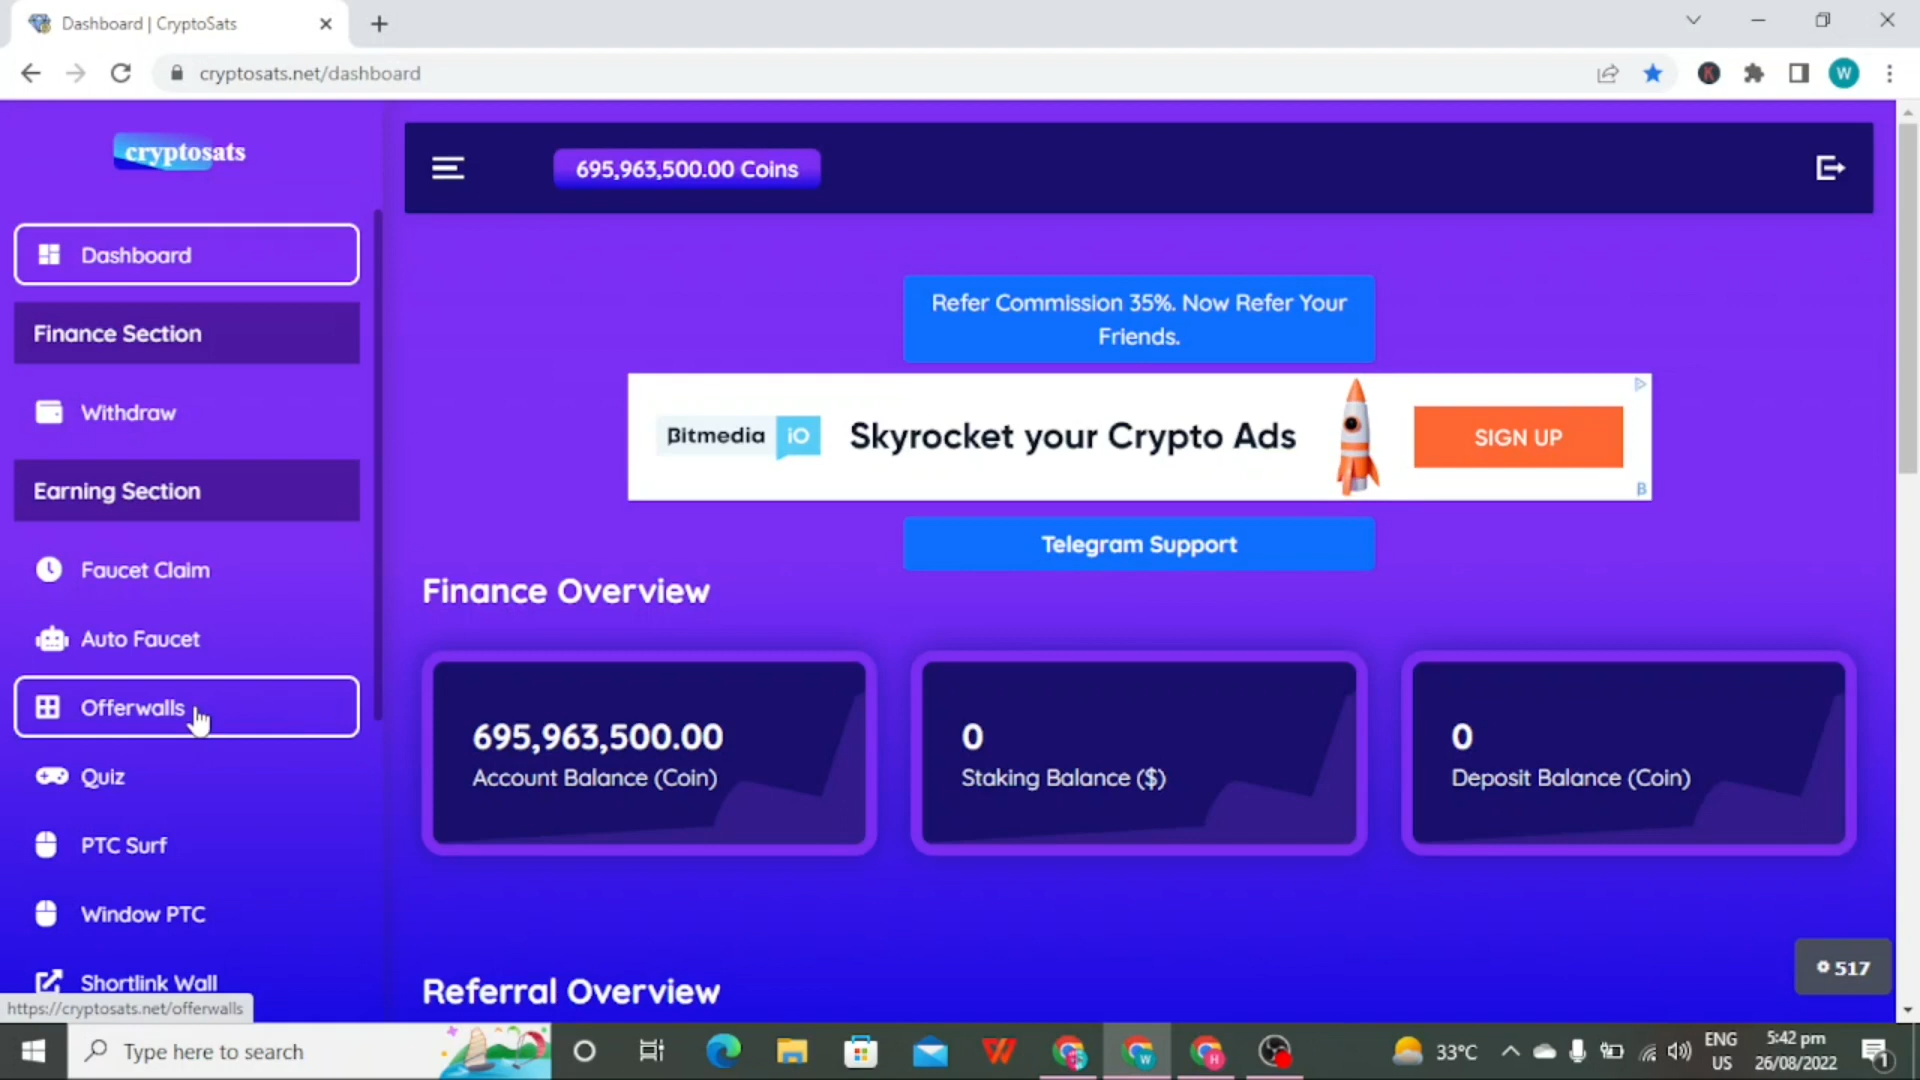 Dashboard | CryptoSats
cryptosats.net/dashboard
W
cryptosats
695,963,500.00 Coins
Dashboard
Finance Section
Withdraw
Earning Section
Faucet Claim
Auto Faucet
Offerwalls
Quiz
PTC Surf
Window PTC
Shortlink Wall
https://cryptosats.net/offerwalls
Refer Commission 35%. Now Refer Your
Friends.
Bitmedia iO
Skyrocket your Crypto Ads
SIGN UP
B
Telegram Support
Finance Overview
695,963,500.00
Account Balance (Coin)
0
Staking Balance ($)
0
Deposit Balance (Coin)
Referral Overview
517
Type here to search
33°C
ENG
US
5:42 pm
26/08/2022
1